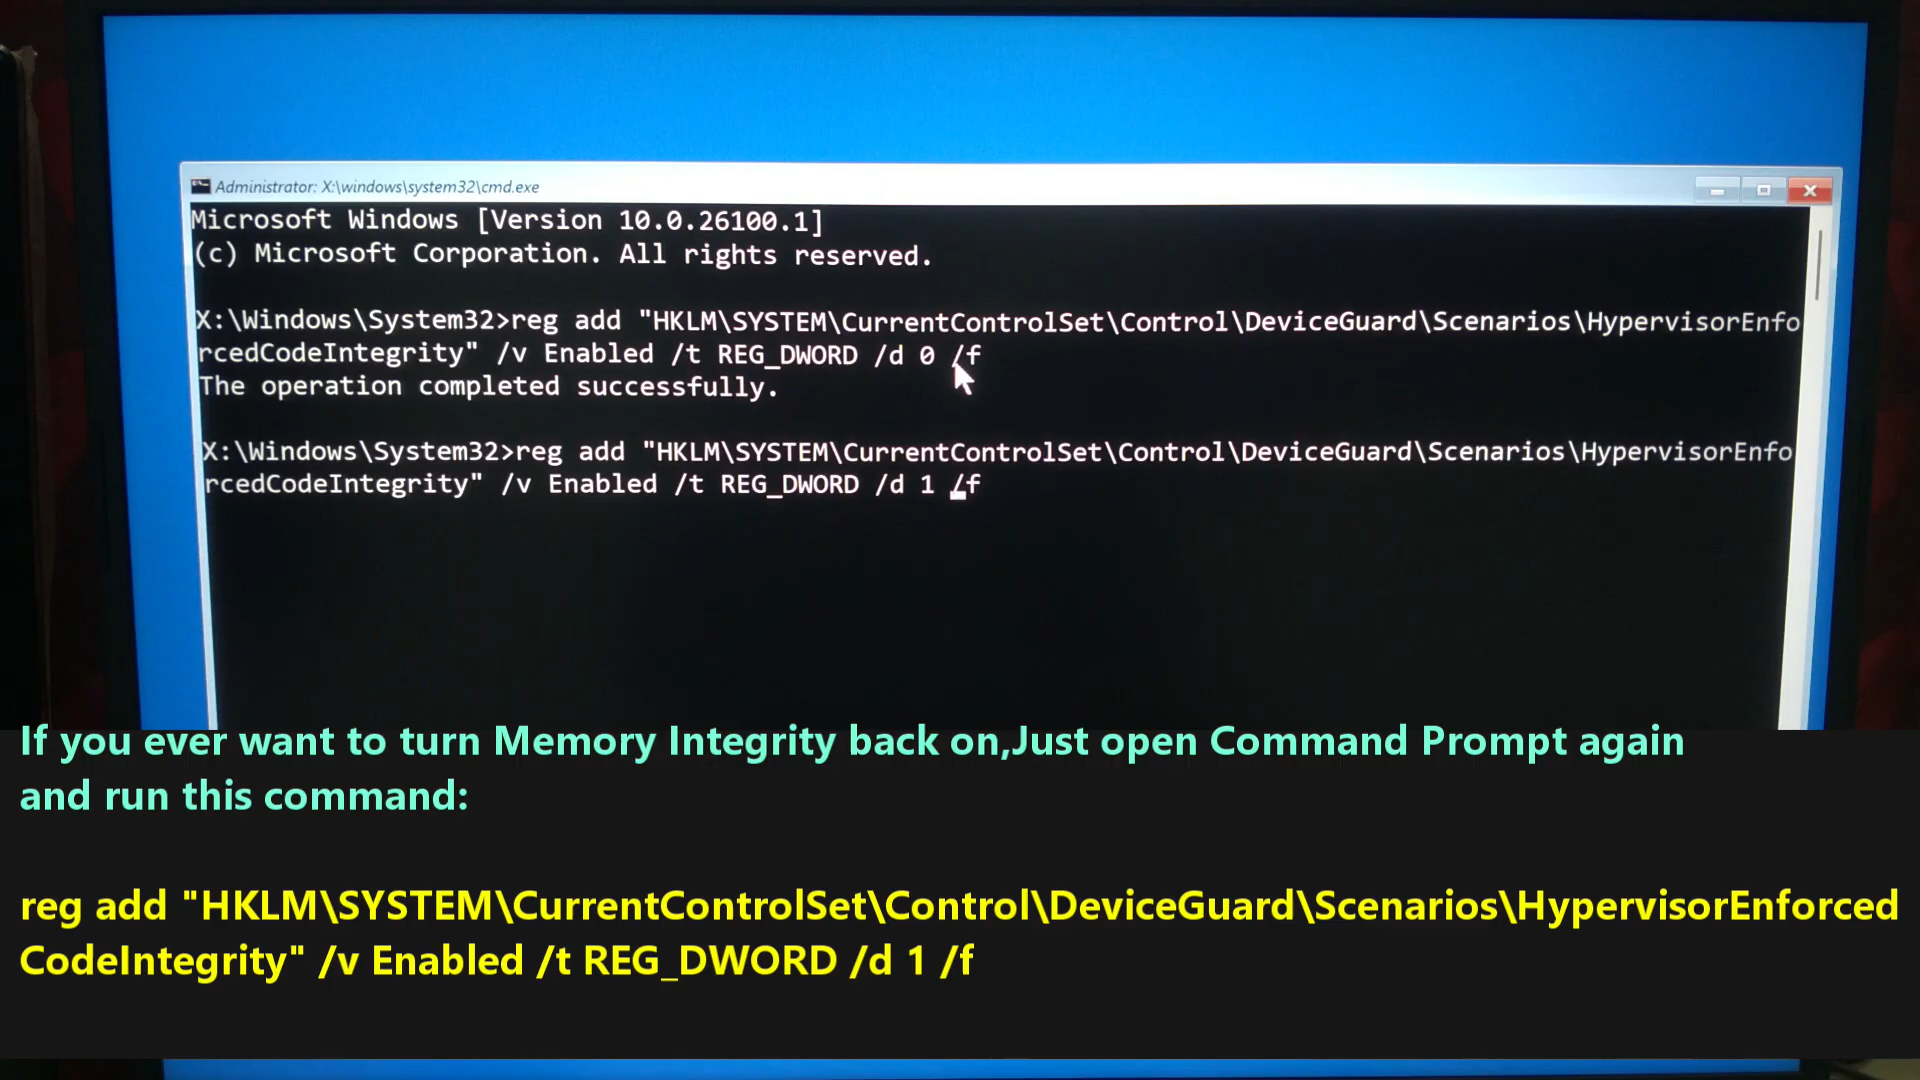 Administrator: X:\windows\system32\cmd.exe
Microsoft Windows [Version 10.0.26100.1]
(c) Microsoft Corporation. All rights reserved.
X:\Windows\System32>reg add "HKLM\SYSTEM\CurrentControlSet\Control\DeviceGuard\Scenarios\HypervisorEnfo
rcedCodeIntegrity" /v Enabled /t REG_DWORD /d 0 /f
The operation completed successfully.
X:\Windows\System32>reg add "HKLM\SYSTEM\CurrentControlSet\Control\DeviceGuard\Scenarios\HypervisorEnfo
rcedCodeIntegrity" /v Enabled /t REG_DWORD /d 1 /f
If you ever want to turn Memory Integrity back on,Just open Command Prompt again
and run this command:
reg add "HKLM\SYSTEM\CurrentControlSet\Control\DeviceGuard\Scenarios\HypervisorEnforced
CodeIntegrity" /v Enabled /t REG_DWORD /d 1 /f